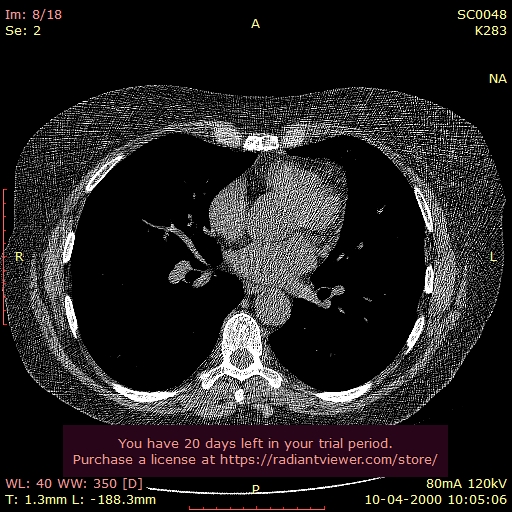 Im: 8/18
Se: 2
A
SC0048
K283
NA
R
L
You have 20 days left in your trial period.
Purchase a license at https://radiantviewer.com/store/
WL: 40 WW: 350 [D]
T: 1.3mm L: -188.3mm
P
80mA 120kV
10-04-2000 10:05:06